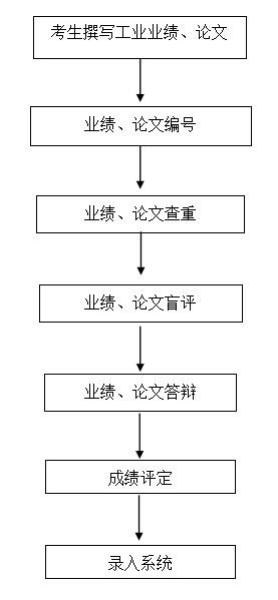 考生撰写工业业绩、论文
业绩、论文编号
业绩、论文查重
业绩、论文盲评
业绩、论文答辩
成绩评定
录入系统